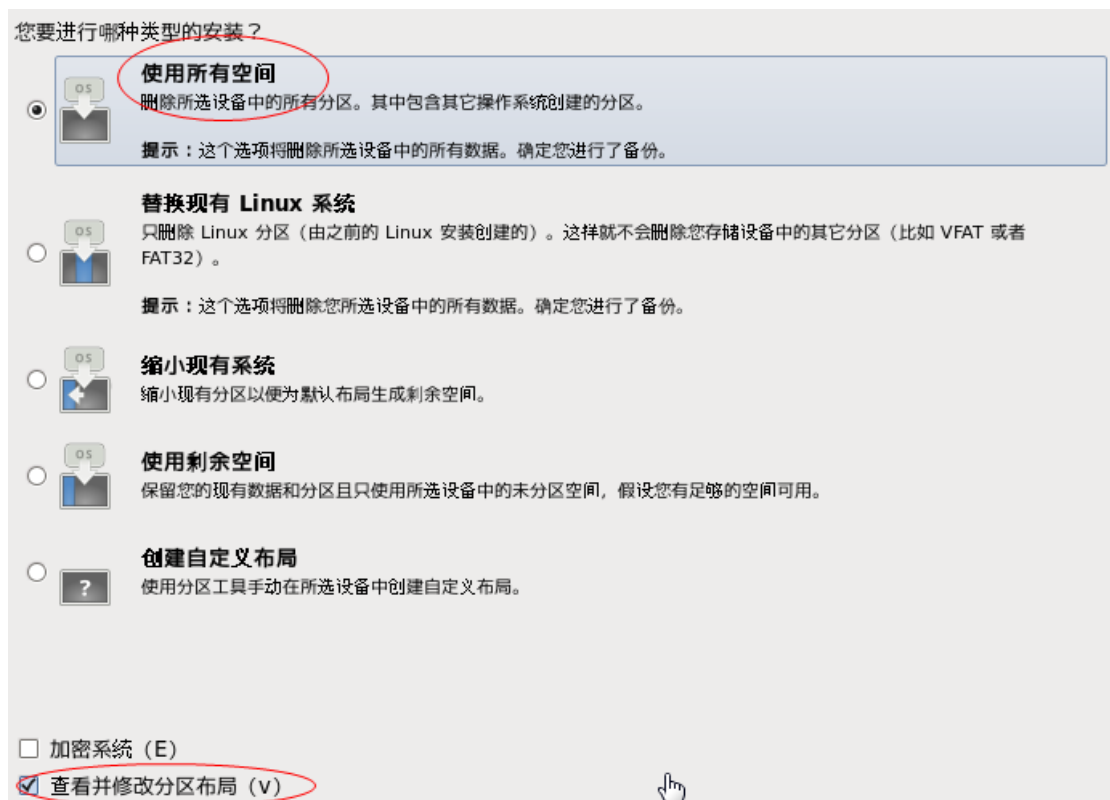 您要进行哪种类型的安装？
OS
使用所有空间
删除所选设备中的所有分区。其中包含其它操作系统创建的分区。
提示：这个选项将删除所选设备中的所有数据。确定您进行了备份。
OS
替换现有 Linux 系统
只删除 Linux 分区（由之前的 Linux 安装创建的）。这样就不会删除您存储设备中的其它分区（比如 VFAT 或者
FAT32）。
提示：这个选项将删除您所选设备中的所有数据。确定您进行了备份。
OS
缩小现有系统
缩小现有分区以便为默认布局生成剩余空间。
OS
使用剩余空间
保留您的现有数据和分区且只使用所选设备中的未分区空间，假设您有足够的空间可用。
?
创建自定义布局
使用分区工具手动在所选设备中创建自定义布局。
加密系统（E）
查看并修改分区布局（v）